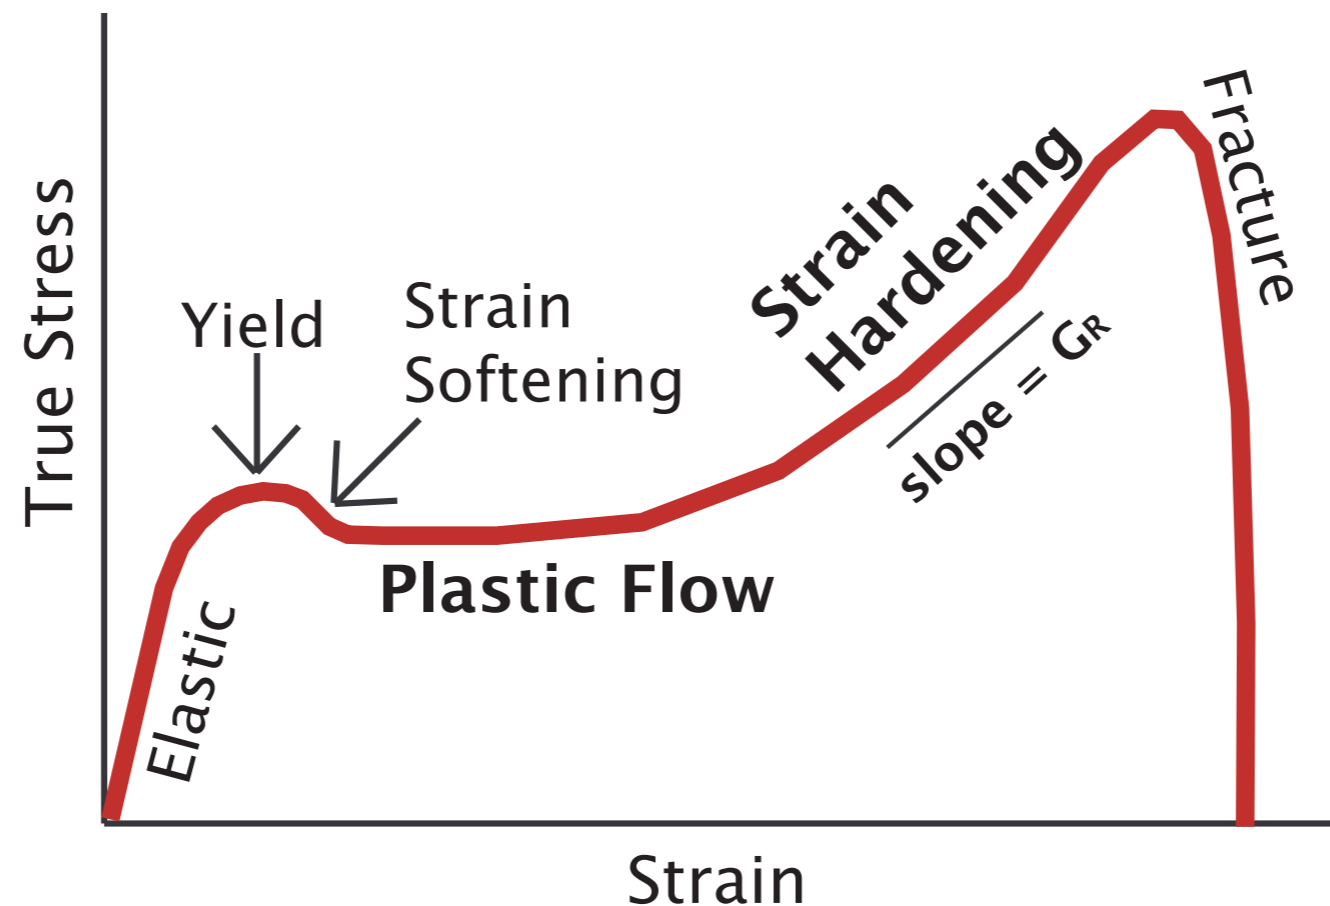 True Stress
Yield
Strain
Softening
Elastic
Plastic Flow
Strain
Hardening
slope = GR
Fracture
Strain